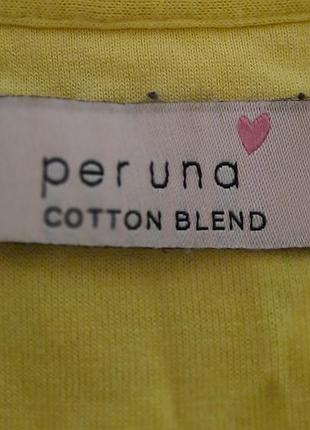 per una
COTTON BLEND